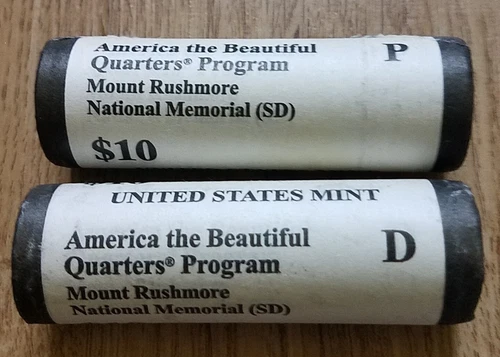 America the Beautiful
Quarters® Program
P
Mount Rushmore
National Memorial (SD)
$10
UNITED STATES MINT
America the Beautiful
Quarters® Program
D
Mount Rushmore
National Memorial (SD)